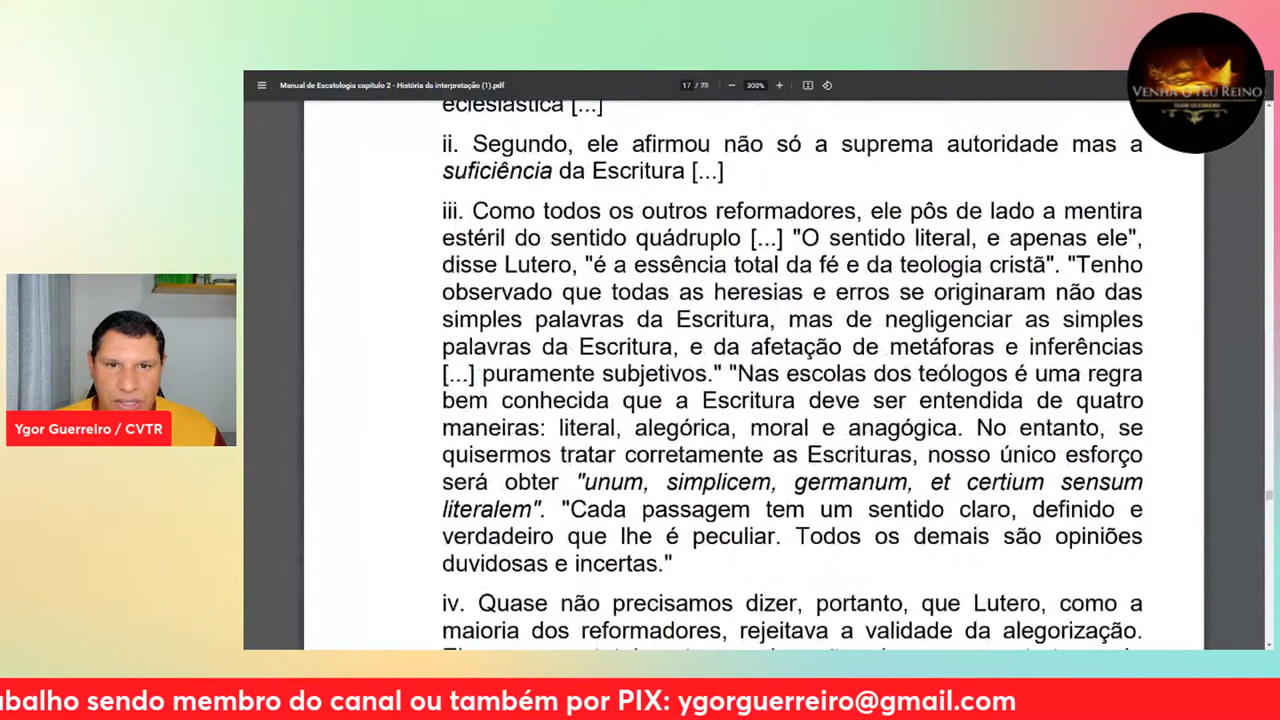 Manual de Escatologia capitulo 2 - História da interpretação (1).pdf
17 / 73
300%
VENHA O TEU REINO
YGOR GUERREIRO
eclesiástica [...]
ii. Segundo, ele afirmou não só a suprema autoridade mas a
suficiência da Escritura [...]
iii. Como todos os outros reformadores, ele pôs de lado a mentira
estéril do sentido quádruplo [...] "O sentido literal, e apenas ele",
disse Lutero, "é a essência total da fé e da teologia cristã". "Tenho
observado que todas as heresias e erros se originaram não das
simples palavras da Escritura, mas de negligenciar as simples
palavras da Escritura, e da afetação de metáforas e inferências
[...] puramente subjetivos." "Nas escolas dos teólogos é uma regra
bem conhecida que a Escritura deve ser entendida de quatro
maneiras: literal, alegórica, moral e anagógica. No entanto, se
quisermos tratar corretamente as Escrituras, nosso único esforço
será obter "unum, simplicem, germanum, et certium sensum
literalem". "Cada passagem tem um sentido claro, definido e
verdadeiro que lhe é peculiar. Todos os demais são opiniões
duvidosas e incertas."
iv. Quase não precisamos dizer, portanto, que Lutero, como a
maioria dos reformadores, rejeitava a validade da alegorização.
Ygor Guerreiro / CVTR
abalho sendo membro do canal ou também por PIX: ygorguerreiro@gmail.com